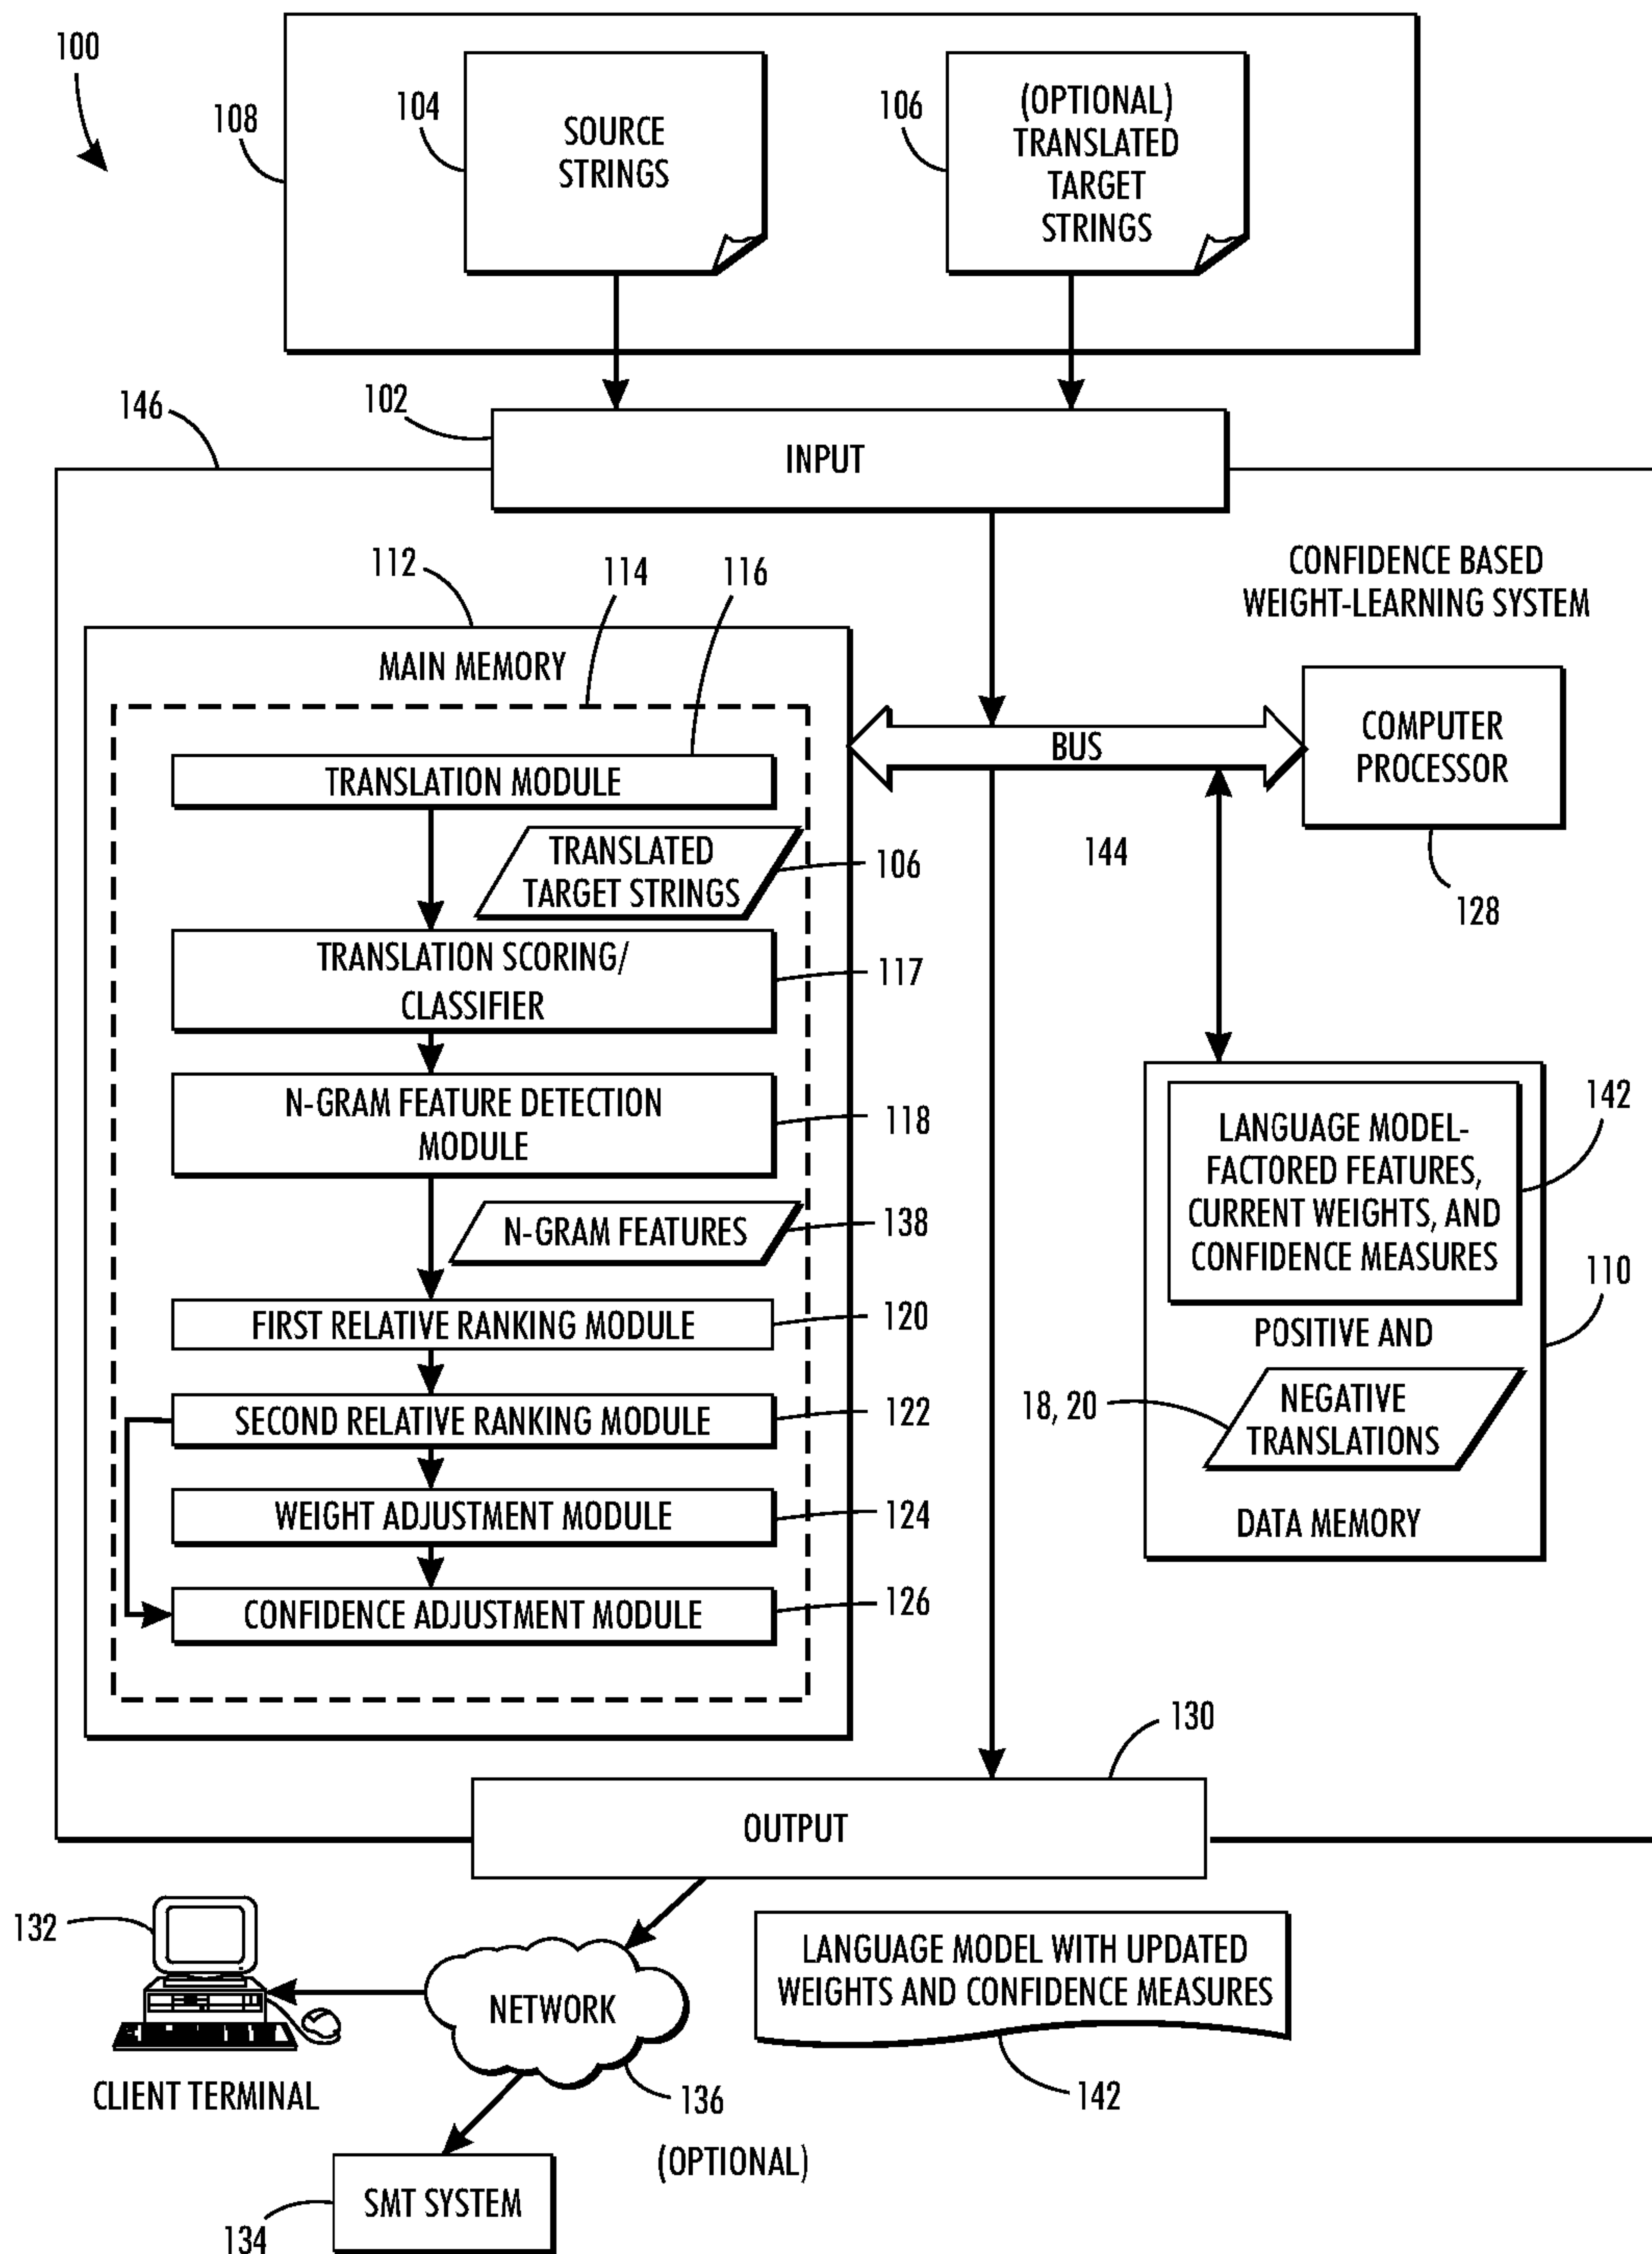 100
108
104
SOURCE
STRINGS
106
(OPTIONAL)
TRANSLATED
TARGET
STRINGS
146
102
INPUT
CONFIDENCE BASED
WEIGHT-LEARNING SYSTEM
112
114
116
MAIN MEMORY
TRANSLATION MODULE
TRANSLATED
TARGET STRINGS
106
TRANSLATION SCORING/
CLASSIFIER
117
N-GRAM FEATURE DETECTION
MODULE
118
N-GRAM FEATURES
138
FIRST RELATIVE RANKING MODULE
120
SECOND RELATIVE RANKING MODULE
122
WEIGHT ADJUSTMENT MODULE
124
CONFIDENCE ADJUSTMENT MODULE
126
BUS
144
COMPUTER
PROCESSOR
128
142
LANGUAGE MODEL-
FACTORED FEATURES,
CURRENT WEIGHTS, AND
CONFIDENCE MEASURES
110
POSITIVE AND
18, 20
NEGATIVE
TRANSLATIONS
DATA MEMORY
130
OUTPUT
132
CLIENT TERMINAL
NETWORK
136
(OPTIONAL)
LANGUAGE MODEL WITH UPDATED
WEIGHTS AND CONFIDENCE MEASURES
142
SMT SYSTEM
134